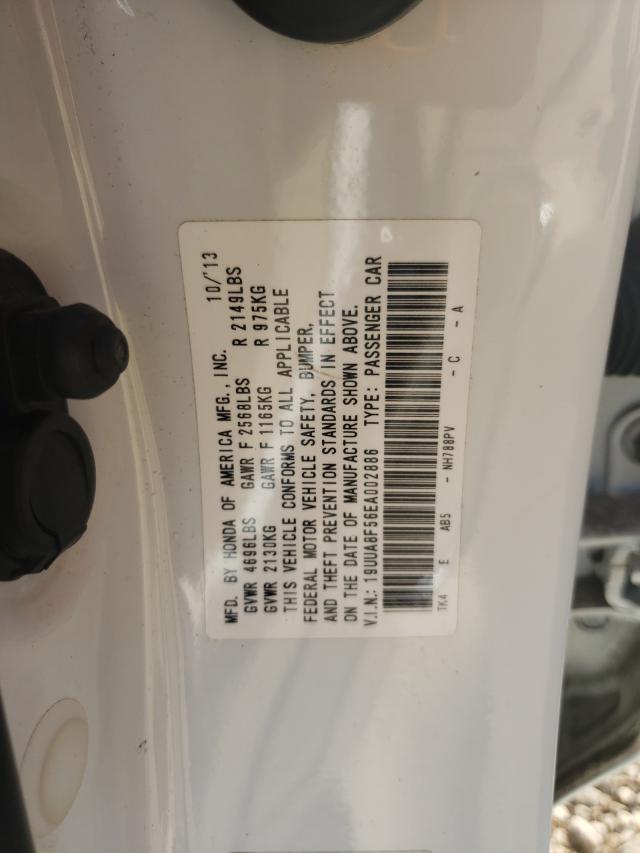 MFD. BY HONDA OF AMERICA MFG., INC. 10/'13
GVWR 4696LBS GAWR F 2568LBS R 2149LBS
GVWR 2130KG GAWR F 1165KG R 975KG
THIS VEHICLE CONFORMS TO ALL APPLICABLE
FEDERAL MOTOR VEHICLE SAFETY, BUMPER,
AND THEFT PREVENTION STANDARDS IN EFFECT
ON THE DATE OF MANUFACTURE SHOWN ABOVE.
V.I.N.: 19UUA8F56EA002886 TYPE: PASSENGER CAR
TK4 E AB5 - NH788PV - C - A